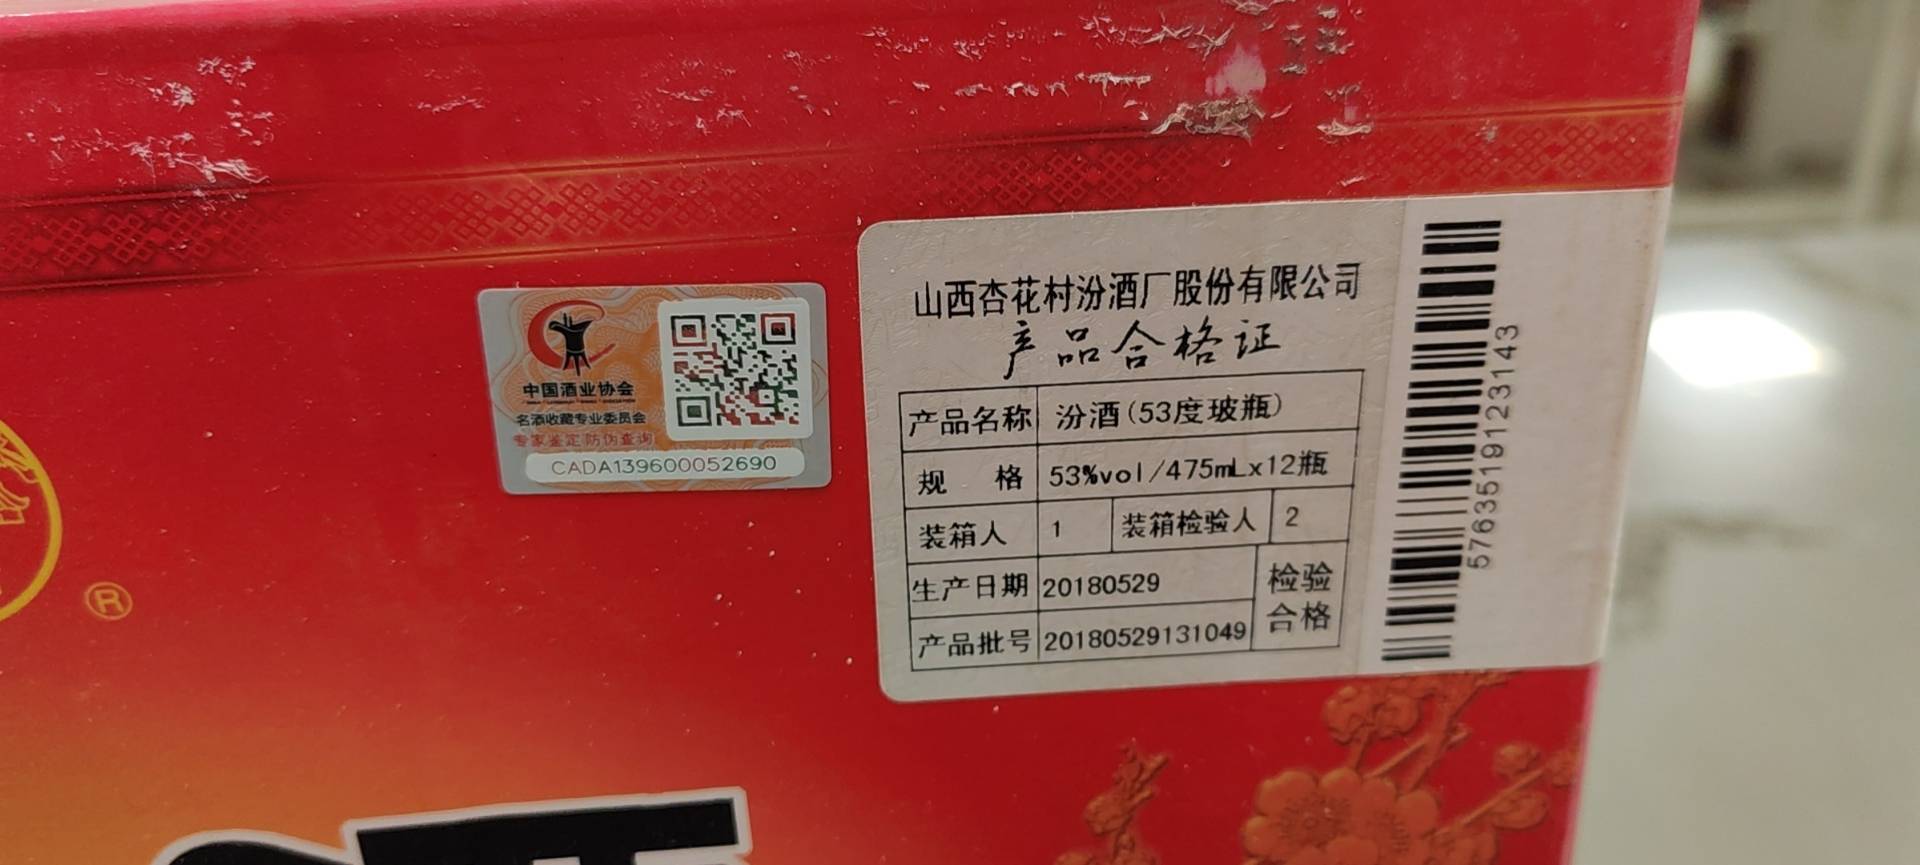 中国酒业协会
名酒收藏专业委员会
专家鉴定 防伪查询
CADA139600052690
山西杏花村汾酒厂股份有限公司
产品合格证
产品名称 汾酒(53度玻瓶)
规 格 53%vol/475mLx12瓶
装箱人 1 装箱检验人 2
生产日期 20180529
产品批号 20180529131049
检验
合格
57635199123143
®